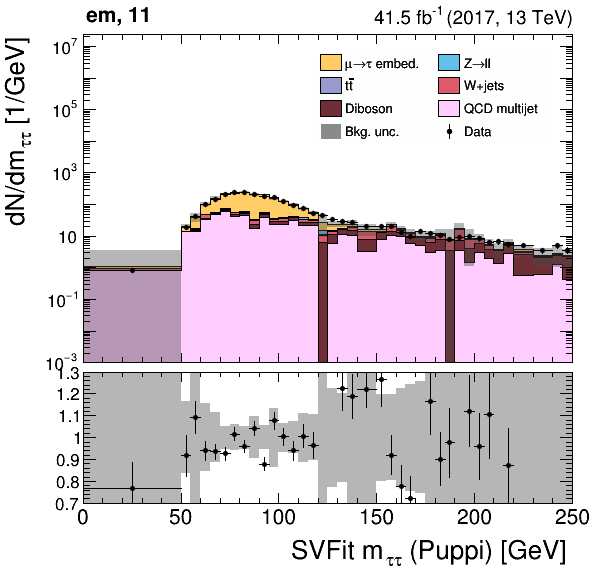 em, 11
41.5 fb⁻¹ (2017, 13 TeV)
dN/dm_ττ [1/GeV]
10⁷
10⁵
10³
10
10⁻¹
10⁻³
μ→τ embed.
Z→ll
tt̄
W+jets
Diboson
QCD multijet
Bkg. unc.
Data
1.3
1.2
1.1
1
0.9
0.8
0.7
0 50 100 150 200 250
SVFit m_ττ (Puppi) [GeV]